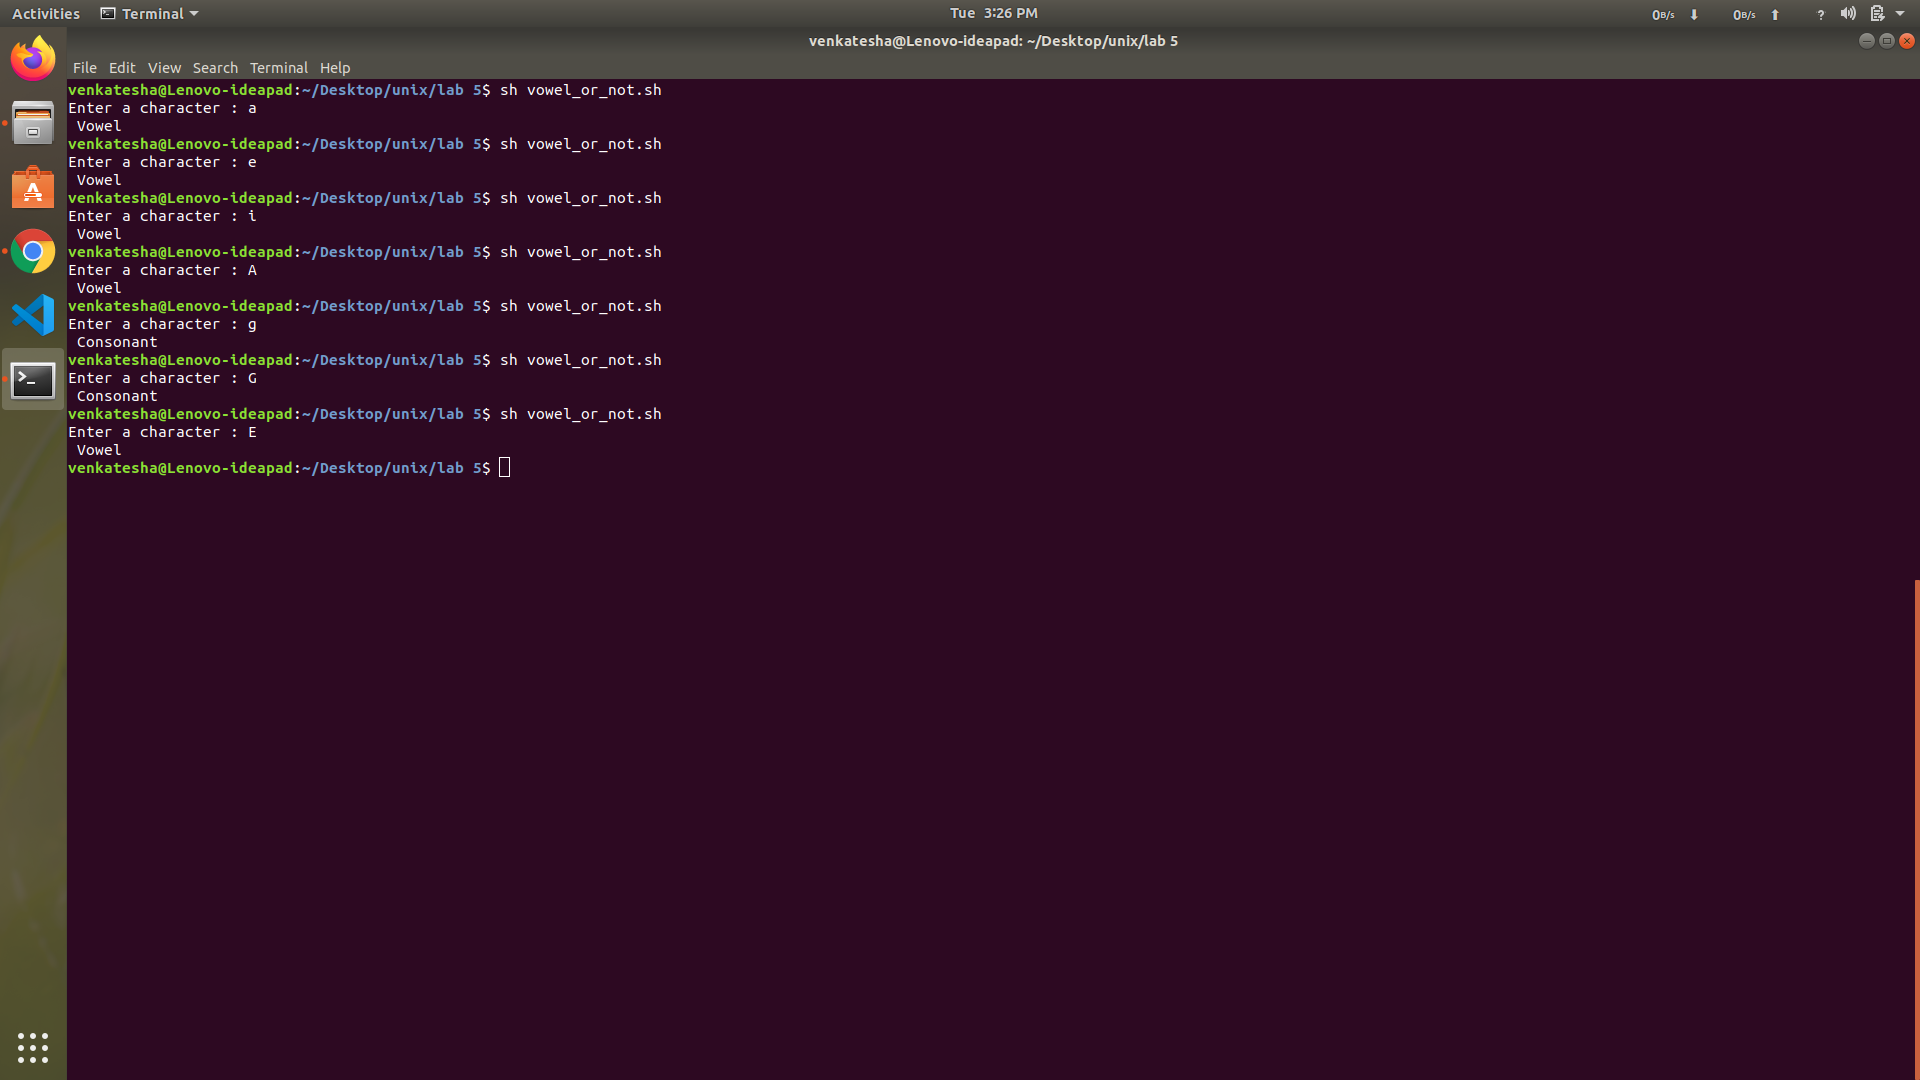 Activities Terminal Tue 3:26 PM 0B/s 0B/s ?
venkatesha@Lenovo-ideapad: ~/Desktop/unix/lab 5
File Edit View Search Terminal Help
venkatesha@Lenovo-ideapad:~/Desktop/unix/lab 5$ sh vowel_or_not.sh
Enter a character : a
 Vowel
venkatesha@Lenovo-ideapad:~/Desktop/unix/lab 5$ sh vowel_or_not.sh
Enter a character : e
 Vowel
venkatesha@Lenovo-ideapad:~/Desktop/unix/lab 5$ sh vowel_or_not.sh
Enter a character : i
 Vowel
venkatesha@Lenovo-ideapad:~/Desktop/unix/lab 5$ sh vowel_or_not.sh
Enter a character : A
 Vowel
venkatesha@Lenovo-ideapad:~/Desktop/unix/lab 5$ sh vowel_or_not.sh
Enter a character : g
 Consonant
venkatesha@Lenovo-ideapad:~/Desktop/unix/lab 5$ sh vowel_or_not.sh
Enter a character : G
 Consonant
venkatesha@Lenovo-ideapad:~/Desktop/unix/lab 5$ sh vowel_or_not.sh
Enter a character : E
 Vowel
venkatesha@Lenovo-ideapad:~/Desktop/unix/lab 5$